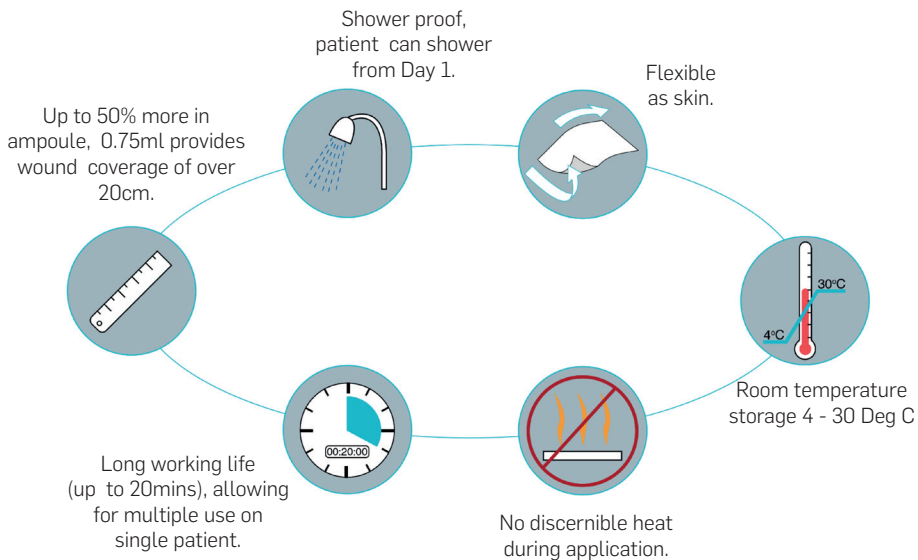 Shower proof,
patient can shower
from Day 1.
Flexible
as skin.
Up to 50% more in
ampoule, 0.75ml provides
wound coverage of over
20cm.
30°C
4°C
Room temperature
storage 4 - 30 Deg C
00:20:00
Long working life
(up to 20mins), allowing
for multiple use on
single patient.
No discernible heat
during application.